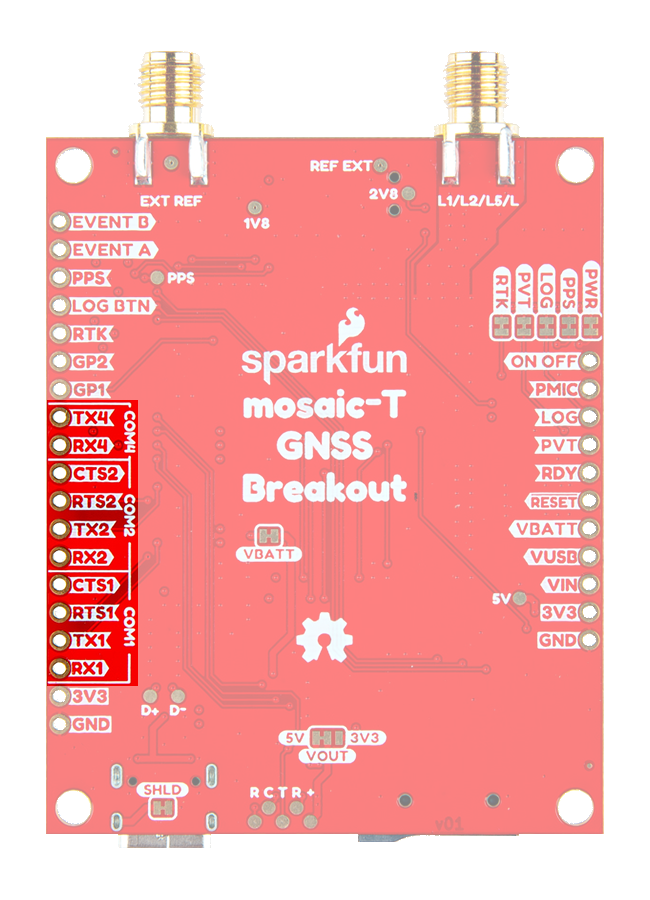 EXT REF
REF EXT
2V8
L1/L2/L5/L
1V8
EVENT B
EVENT A
PPS
PPS
LOG BTN
RTK
GP2
GP1
TX4
RX4
COM4
CTS2
RTS2
TX2
RX2
COM2
CTS1
RTS1
TX1
RX1
COM1
3V3
GND
D+ D-
SHLD
sparkfun
mosaic-T
GNSS
Breakout
VBATT
5V 3V3
VOUT
R C T R +
v01
RTK
PVT
LOG
PPS
PWR
ON OFF
PMIC
LOG
PVT
RDY
RESET
VBATT
VUSB
VIN
5V
3V3
GND